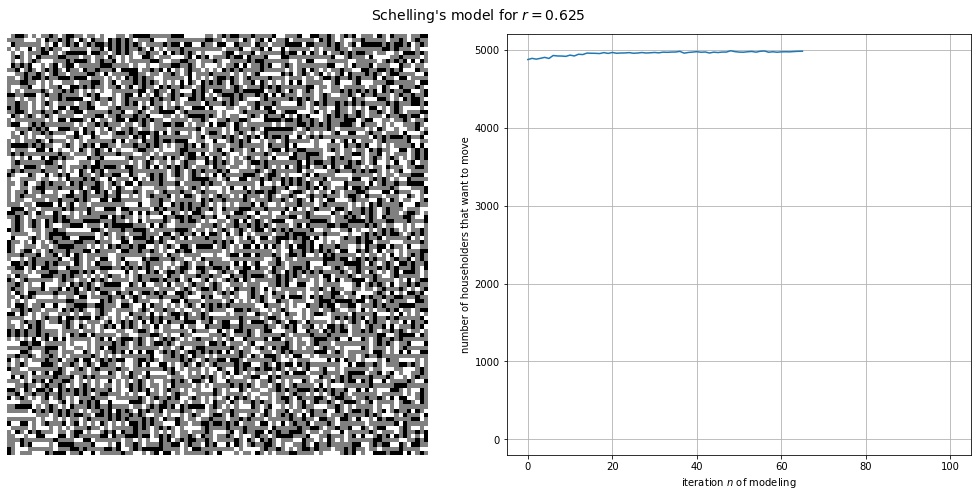 Schelling's model for r = 0.625
number of householders that want to move
5000
4000
3000
2000
1000
0
0 20 40 60 80 100
iteration n of modeling